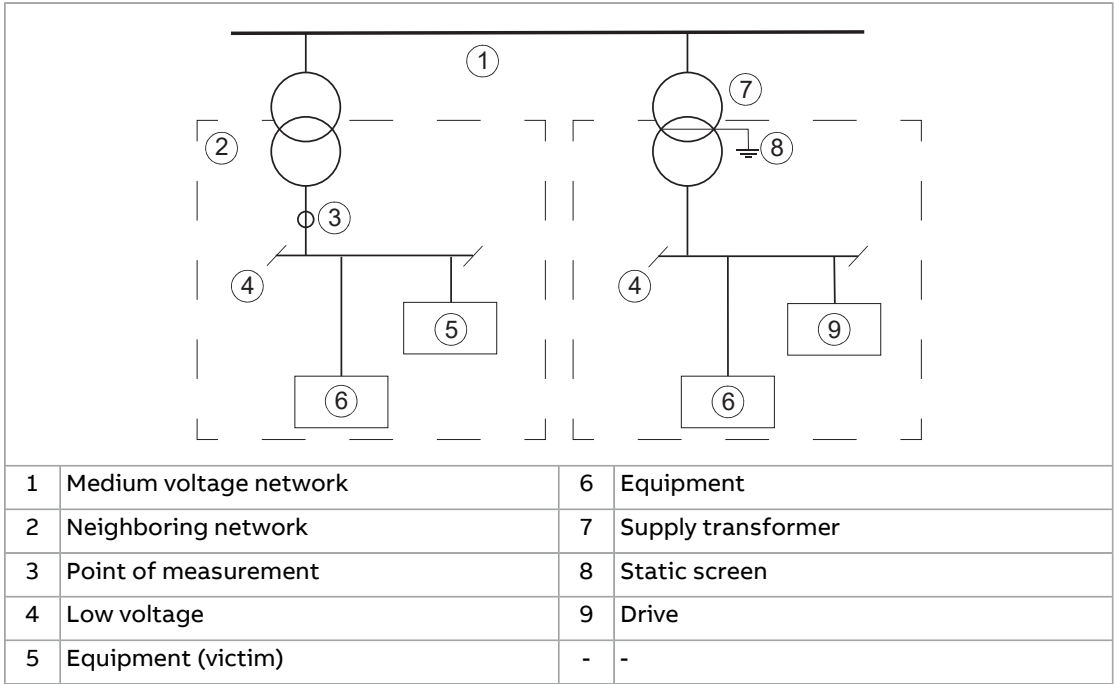 1
7
2
8
3
4
4
5
9
6
6
1 Medium voltage network 6 Equipment
2 Neighboring network 7 Supply transformer
3 Point of measurement 8 Static screen
4 Low voltage 9 Drive
5 Equipment (victim) - -